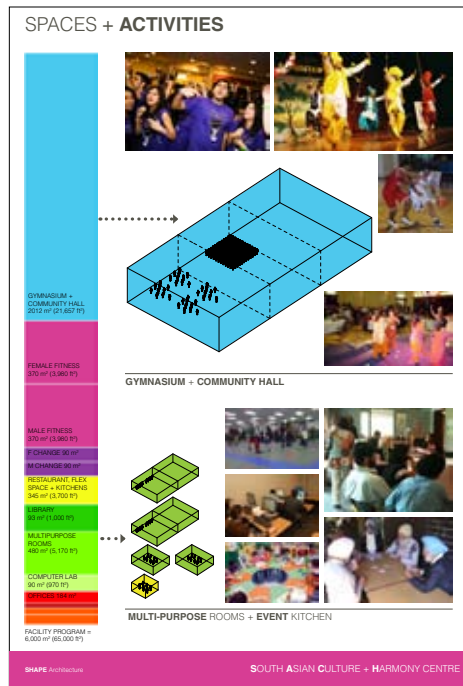 SPACES + ACTIVITIES
GYMNASIUM +
COMMUNITY HALL
2012 m² (21,657 ft²)
FEMALE FITNESS
370 m² (3,980 ft²)
MALE FITNESS
370 m² (3,980 ft²)
F CHANGE 90 m²
M CHANGE 90 m²
RESTAURANT, FLEX
SPACE + KITCHENS
345 m² (3,700 ft²)
LIBRARY
93 m² (1,000 ft²)
MULTIPURPOSE
ROOMS
480 m² (5,170 ft²)
COMPUTER LAB
90 m² (970 ft²)
OFFICES 184 m²
FACILITY PROGRAM =
6,000 m² (65,000 ft²)
GYMNASIUM + COMMUNITY HALL
MULTI-PURPOSE ROOMS + EVENT KITCHEN
SHAPE Architecture
SOUTH ASIAN CULTURE + HARMONY CENTRE